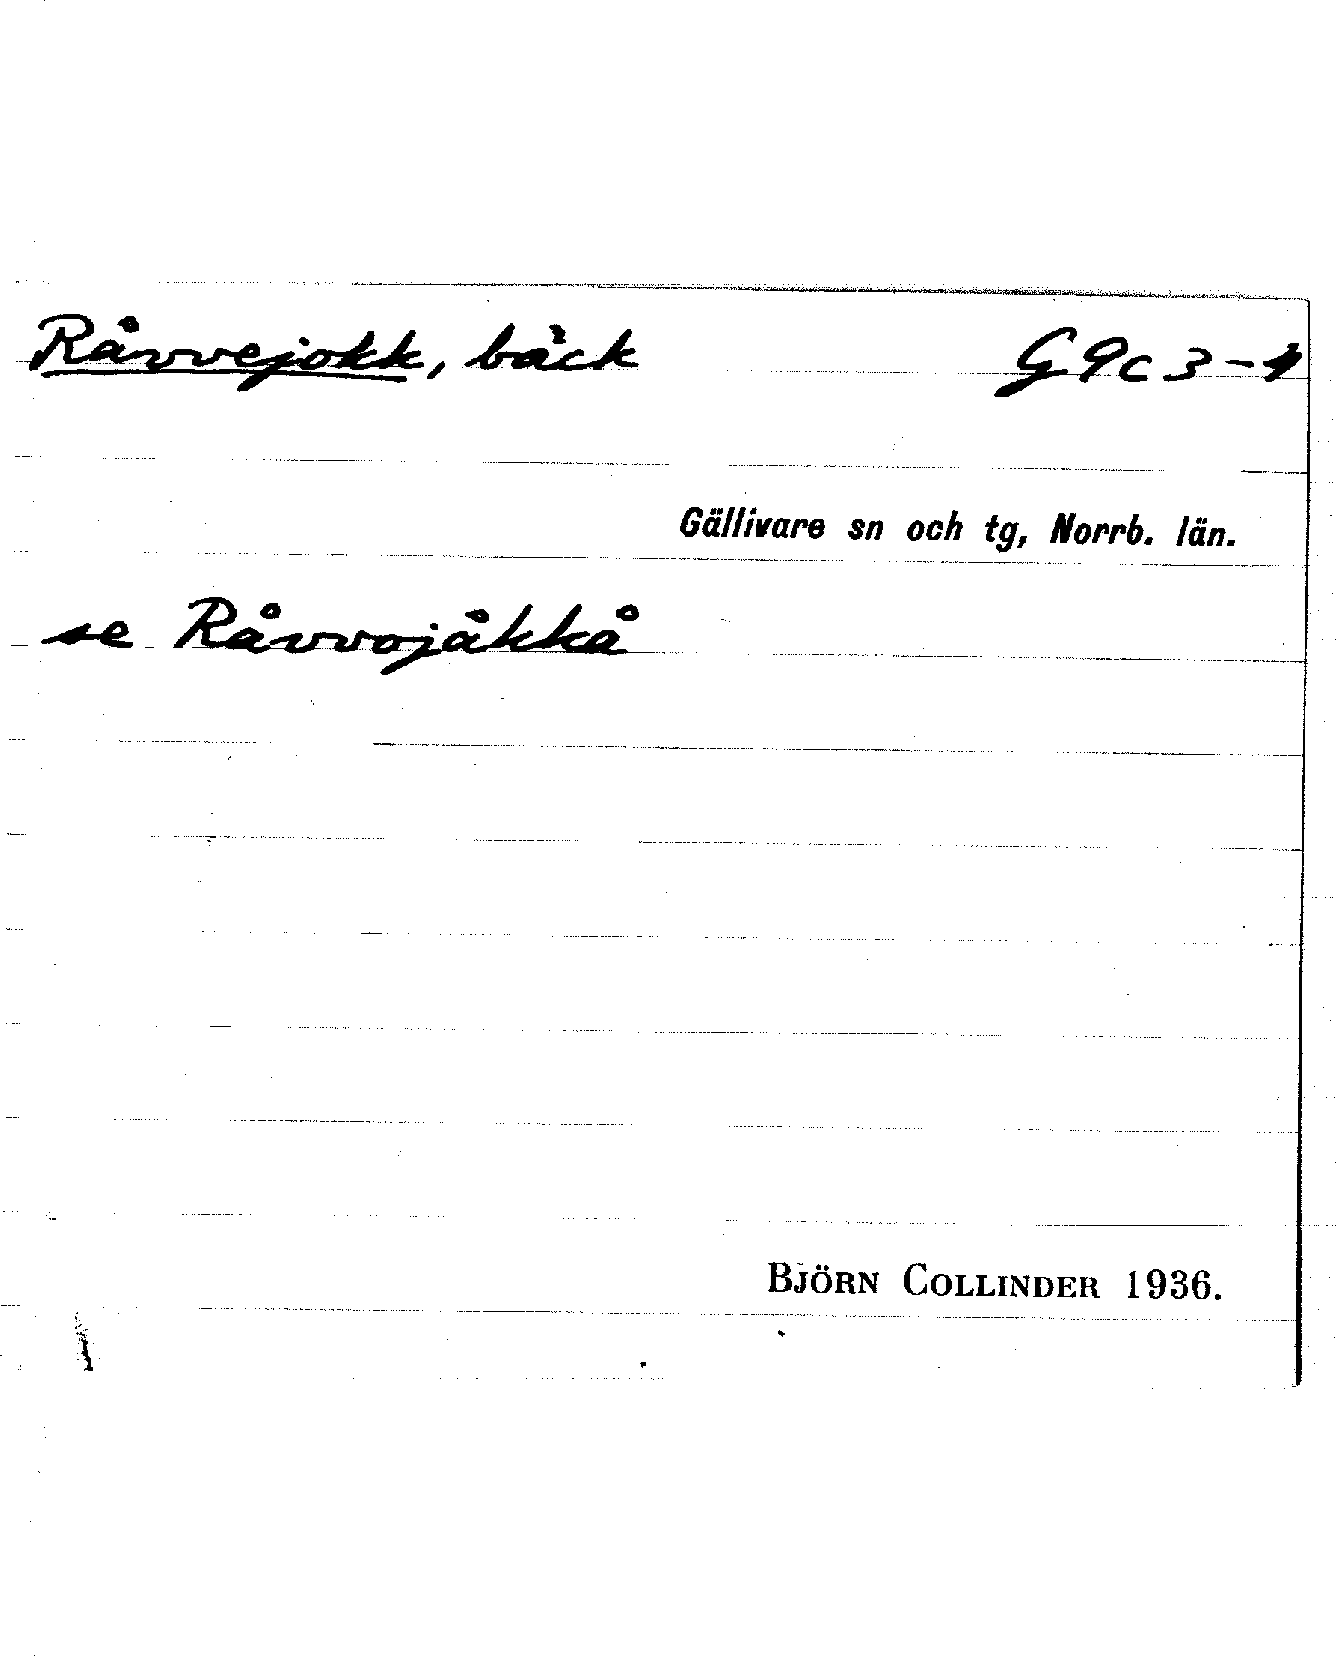 Råvvejokk, bäck G9c 3-4
Gällivare sn och tg, Norrb. län.
se Råvvojåkkå
BJÖRN COLLINDER 1936.